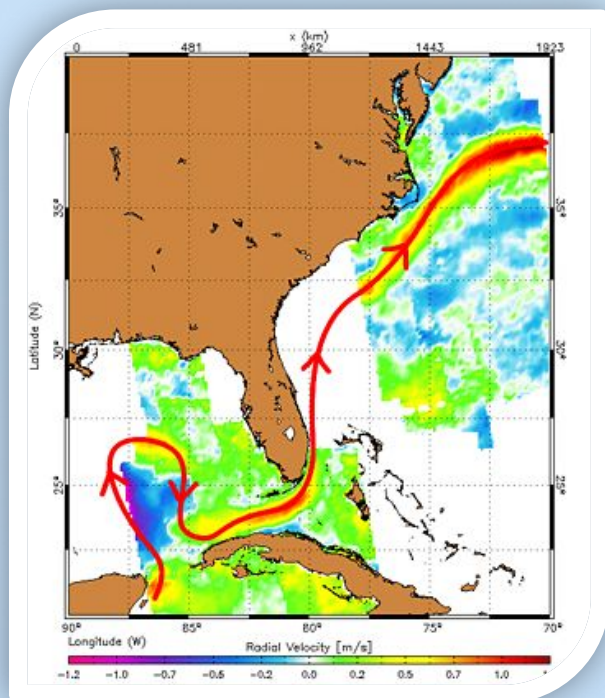 x (km)
0 481 962 1443 1923
35° 35°
Latitude (N)
30° 30°
25° 25°
90° 85° 80° 75° 70°
Longitude (W)
Radial Velocity [m/s]
-1.2 -1.0 -0.7 -0.5 -0.2 0.0 0.2 0.5 0.7 1.0